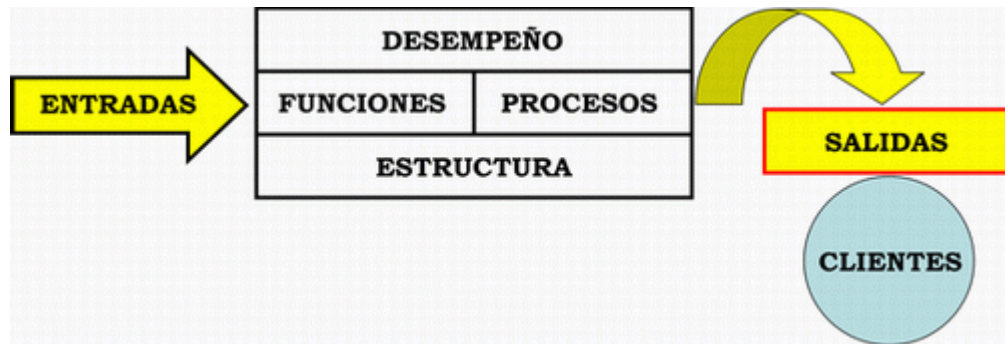 DESEMPEÑO
ENTRADAS
FUNCIONES
PROCESOS
ESTRUCTURA
SALIDAS
CLIENTES